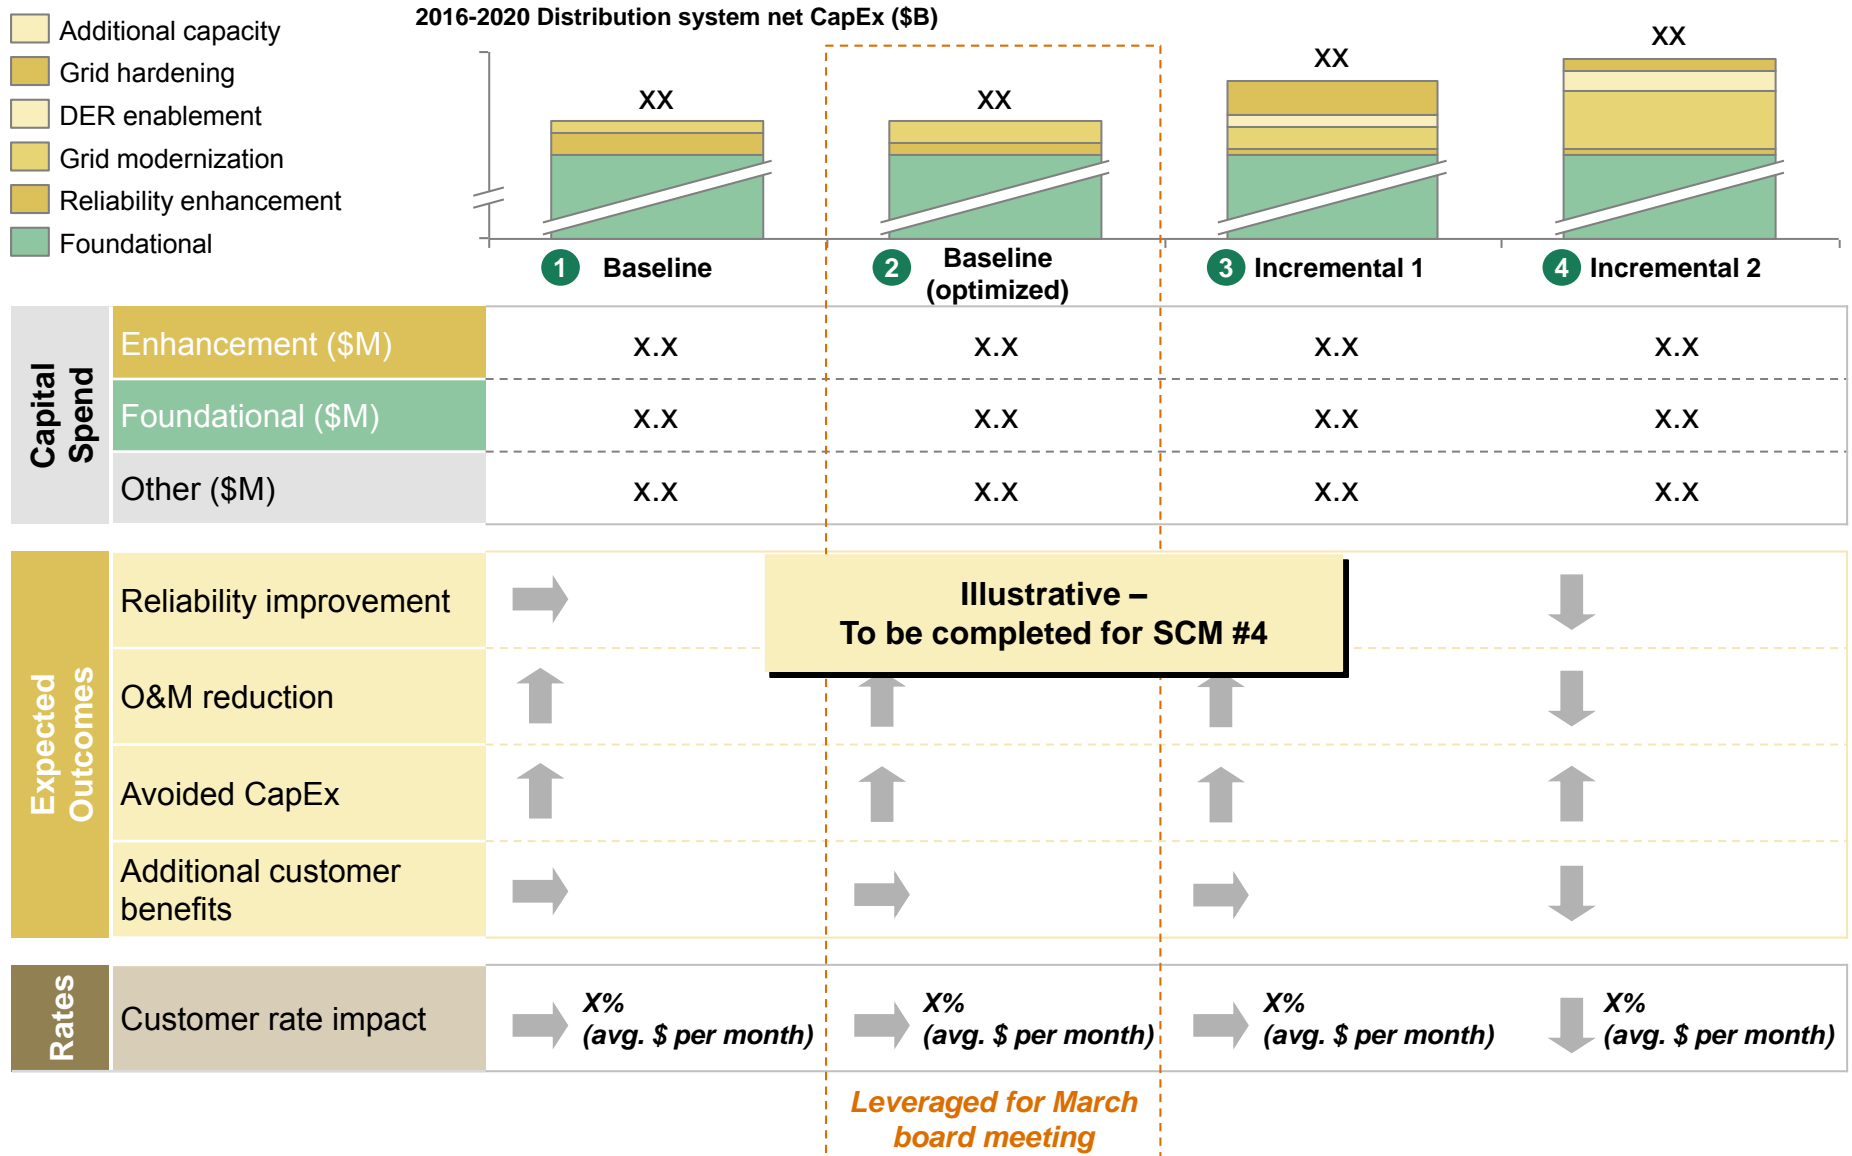 2016-2020 Distribution system net CapEx ($B)
Additional capacity
Grid hardening
DER enablement
Grid modernization
Reliability enhancement
Foundational
XX
XX
XX
XX
1 Baseline
2 Baseline
(optimized)
3 Incremental 1
4 Incremental 2
Capital
Spend
Enhancement ($M)
X.X
X.X
X.X
X.X
Foundational ($M)
X.X
X.X
X.X
X.X
Other ($M)
X.X
X.X
X.X
X.X
Expected
Outcomes
Reliability improvement
Illustrative –
To be completed for SCM #4
O&M reduction
Avoided CapEx
Additional customer
benefits
Rates
Customer rate impact
X%
(avg. $ per month)
X%
(avg. $ per month)
X%
(avg. $ per month)
X%
(avg. $ per month)
Leveraged for March
board meeting